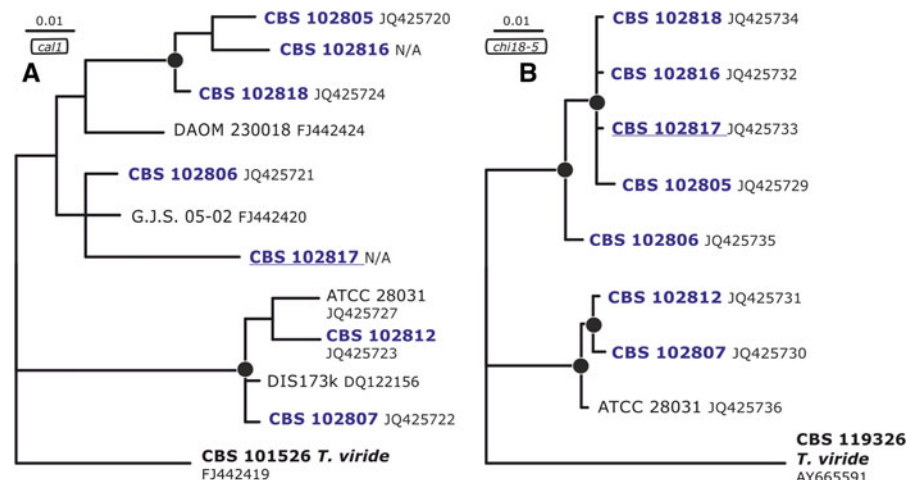 0.01
cal1
A
CBS 102805 JQ425720
CBS 102816 N/A
CBS 102818 JQ425724
DAOM 230018 FJ442424
CBS 102806 JQ425721
G.J.S. 05-02 FJ442420
CBS 102817 N/A
ATCC 28031
JQ425727
CBS 102812
JQ425723
DIS173k DQ122156
CBS 102807 JQ425722
CBS 101526 T. viride
FJ442419
0.01
chi18-5
B
CBS 102818 JQ425734
CBS 102816 JQ425732
CBS 102817 JQ425733
CBS 102805 JQ425729
CBS 102806 JQ425735
CBS 102812 JQ425731
CBS 102807 JQ425730
ATCC 28031 JQ425736
CBS 119326
T. viride
AY665591